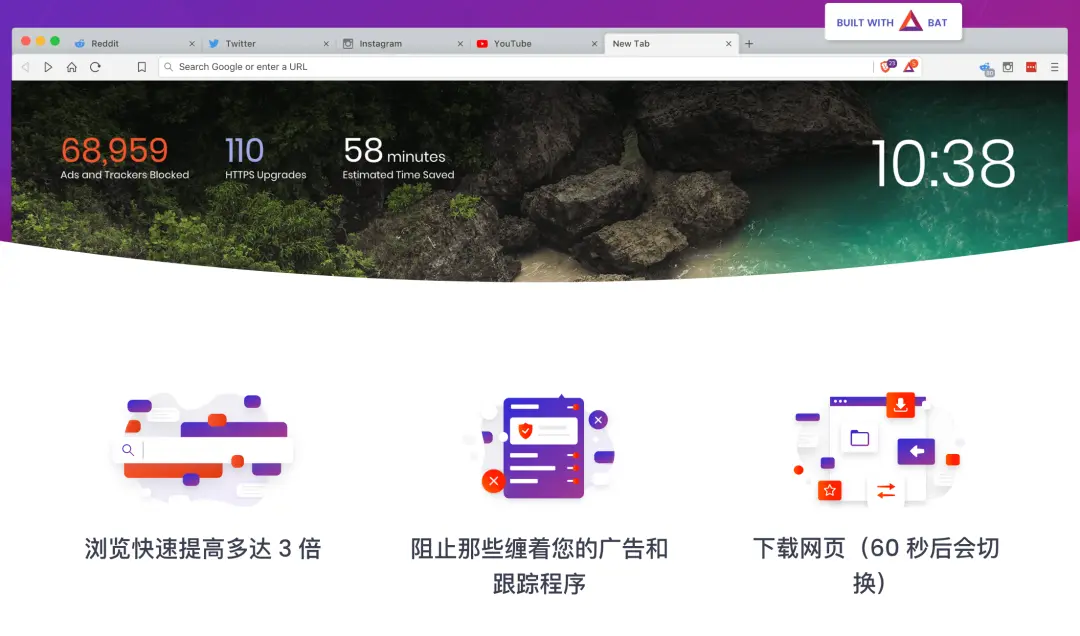 BUILT WITH BAT
Reddit
Twitter
Instagram
YouTube
New Tab
Search Google or enter a URL
23
68,959
Ads and Trackers Blocked
110
HTTPS Upgrades
58 minutes
Estimated Time Saved
10:38
浏览快速提高多达 3 倍
阻止那些缠着您的广告和
跟踪程序
下载网页（60 秒后会切
换）